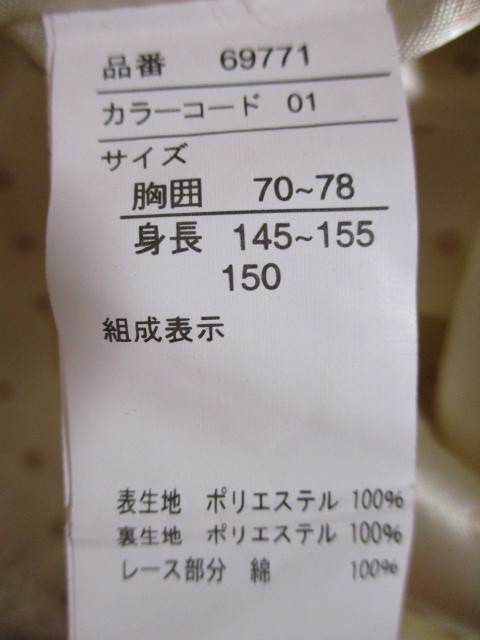 品番 69771
カラーコード 01
サイズ
胸囲 70~78
身長 145~155
150
組成表示
表生地 ポリエステル 100%
裏生地 ポリエステル 100%
レース部分 綿 100%